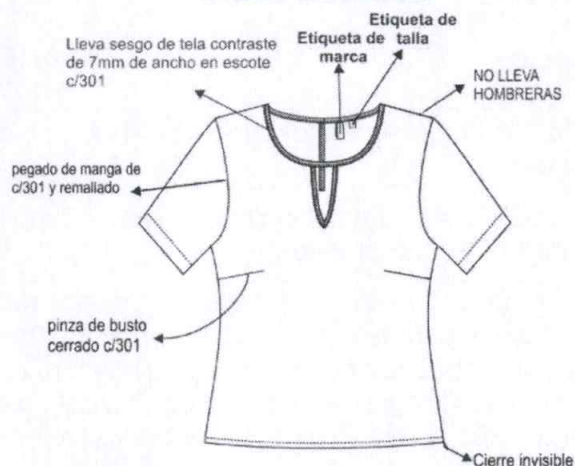 Lleva sesgo de tela contraste
de 7mm de ancho en escote
c/301
Etiqueta de
marca
Etiqueta de
talla
NO LLEVA
HOMBRERAS
pegado de manga de
c/301 y remallado
pinza de busto
cerrado c/301
Cierre invisible